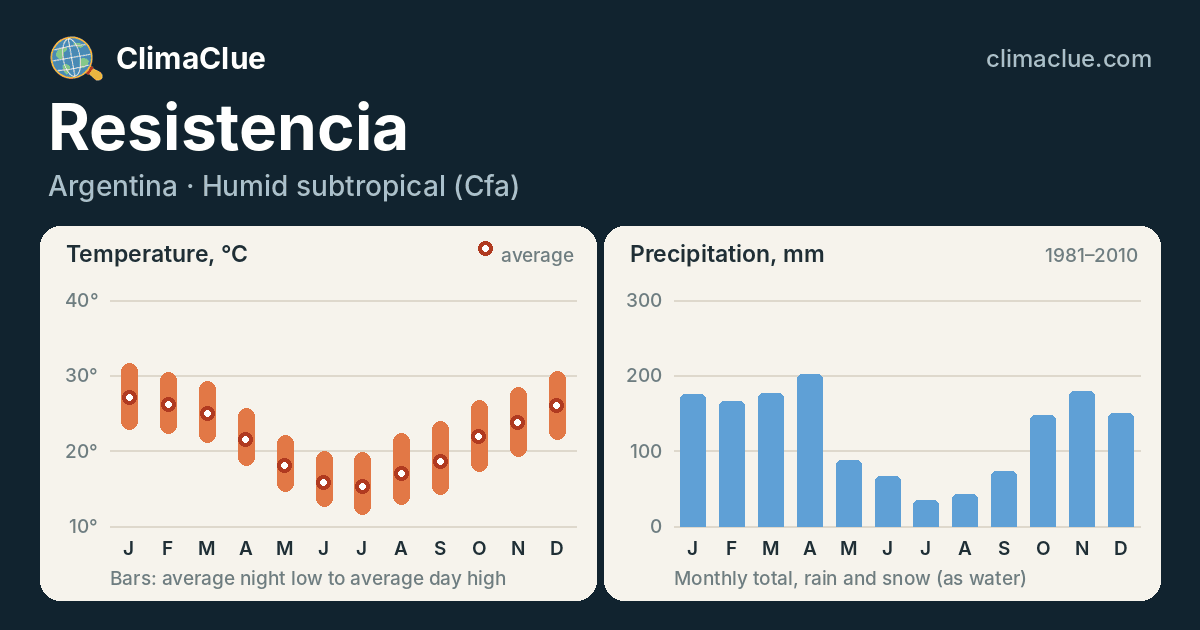 ClimaClue
climaclue.com
Resistencia
Argentina · Humid subtropical (Cfa)
Temperature, °C
average
40°
30°
20°
10°
J F M A M J J A S O N D
Bars: average night low to average day high
Precipitation, mm
1981–2010
300
200
100
0
J F M A M J J A S O N D
Monthly total, rain and snow (as water)